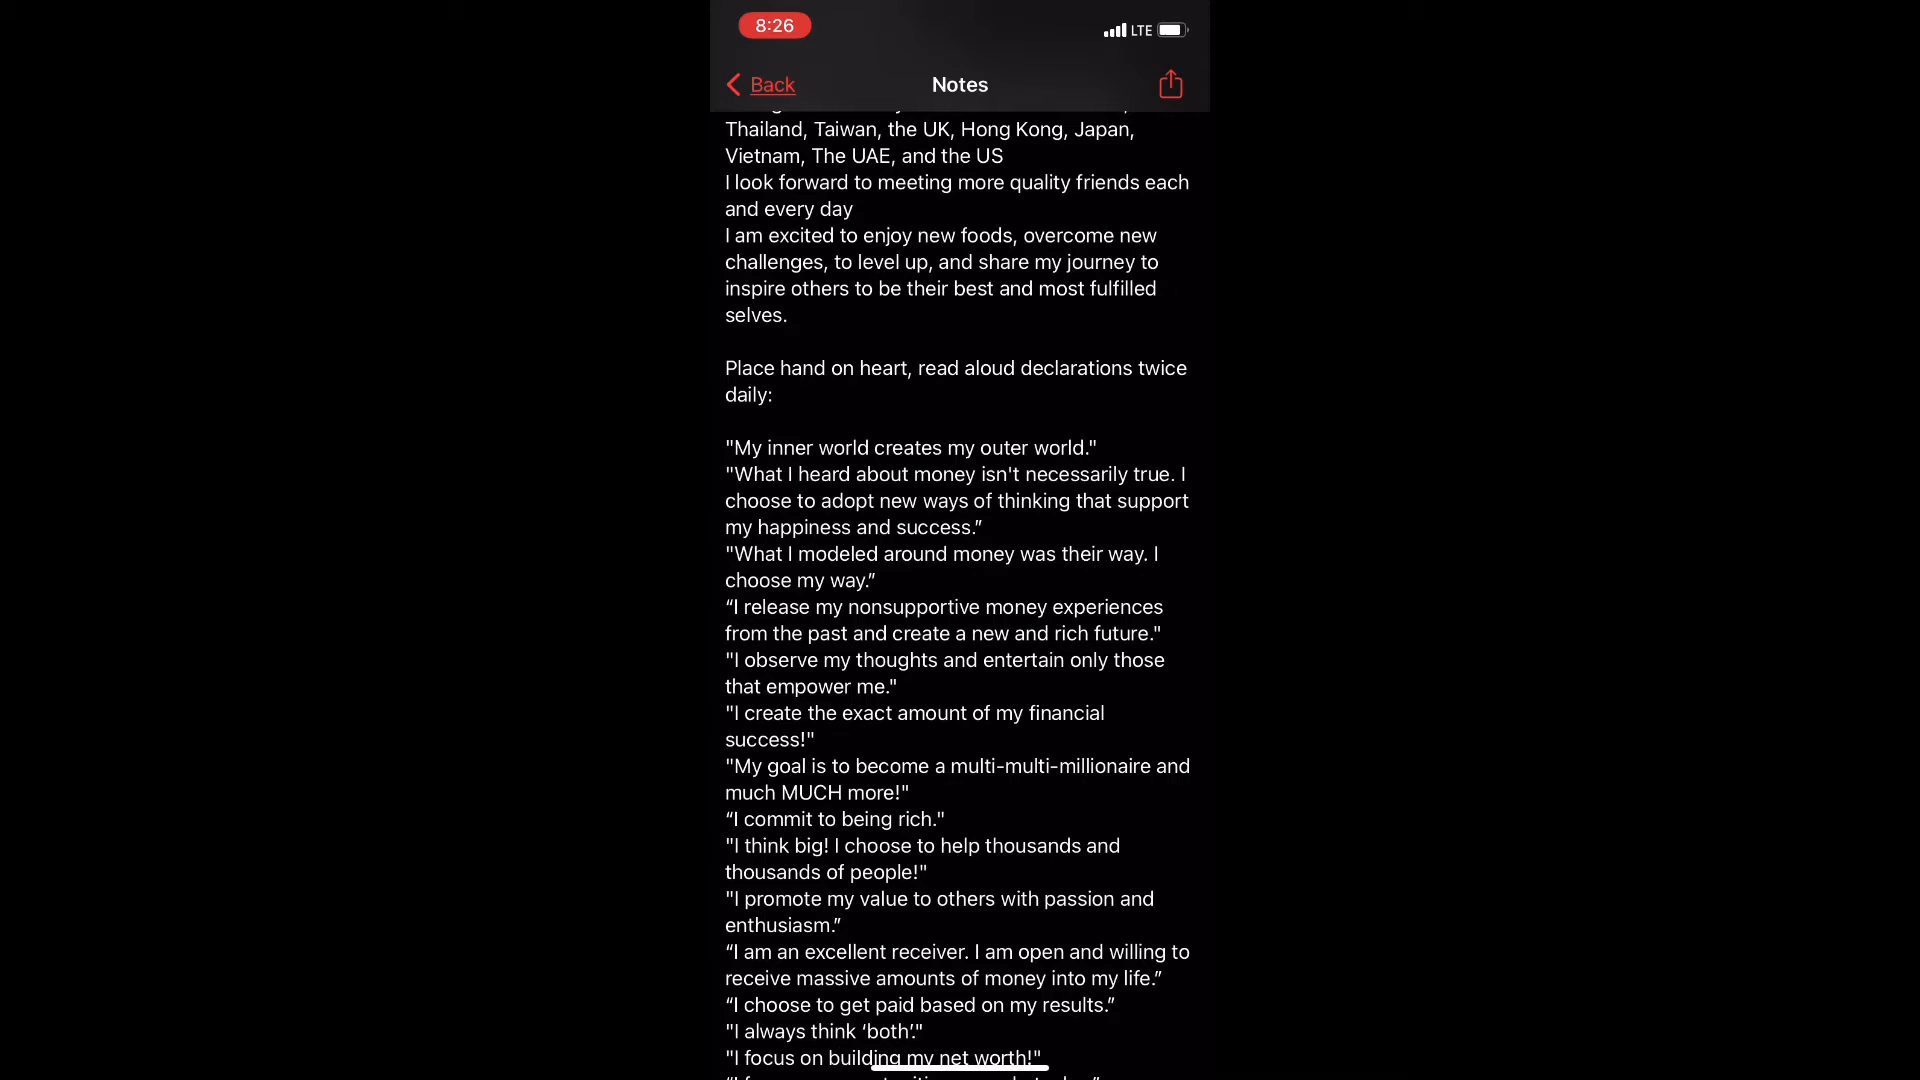 8:26
LTE
Back
Notes
Thailand, Taiwan, the UK, Hong Kong, Japan,
Vietnam, The UAE, and the US
I look forward to meeting more quality friends each
and every day
I am excited to enjoy new foods, overcome new
challenges, to level up, and share my journey to
inspire others to be their best and most fulfilled
selves.
Place hand on heart, read aloud declarations twice
daily:
"My inner world creates my outer world."
"What I heard about money isn't necessarily true. I
choose to adopt new ways of thinking that support
my happiness and success.”
"What I modeled around money was their way. I
choose my way.”
“I release my nonsupportive money experiences
from the past and create a new and rich future."
"I observe my thoughts and entertain only those
that empower me."
"I create the exact amount of my financial
success!"
"My goal is to become a multi-multi-millionaire and
much MUCH more!"
“I commit to being rich."
"I think big! I choose to help thousands and
thousands of people!"
"I promote my value to others with passion and
enthusiasm.”
“I am an excellent receiver. I am open and willing to
receive massive amounts of money into my life.”
“I choose to get paid based on my results.”
"I always think ‘both’."
"I focus on building my net worth!"